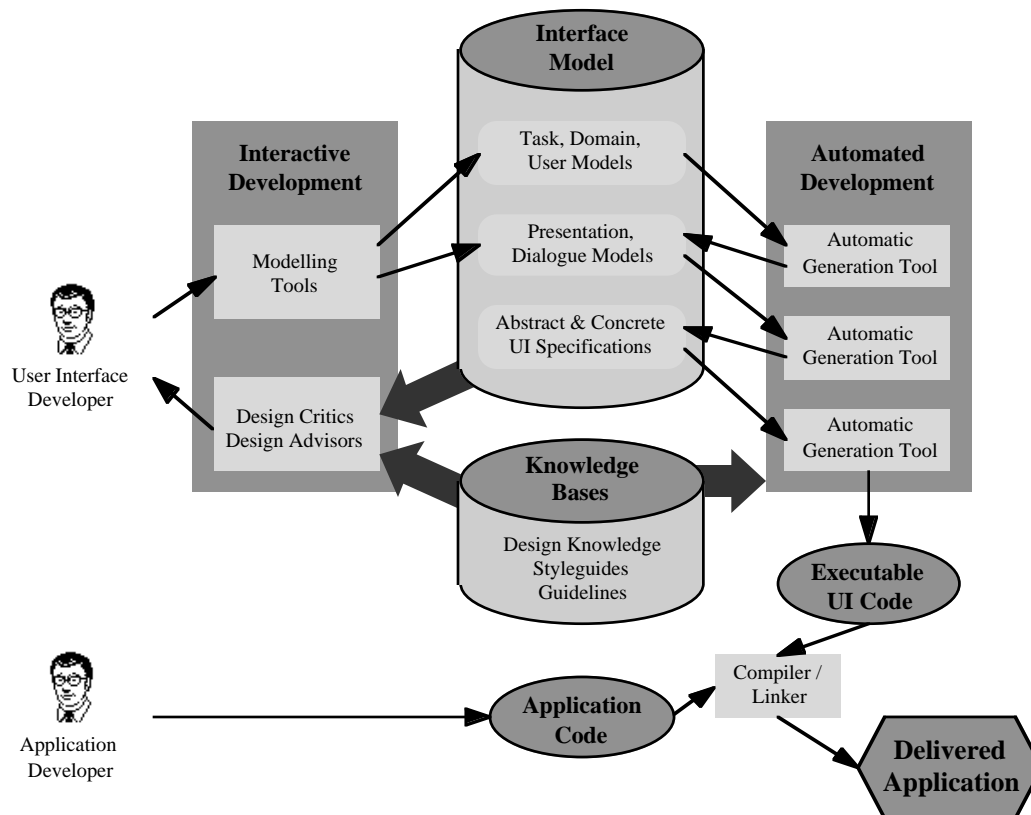 Interface
Model
Interactive
Development
Task, Domain,
User Models
Automated
Development
Modelling
Tools
Presentation,
Dialogue Models
Automatic
Generation Tool
Abstract & Concrete
UI Specifications
Automatic
Generation Tool
User Interface
Developer
Design Critics
Design Advisors
Automatic
Generation Tool
Knowledge
Bases
Design Knowledge
Styleguides
Guidelines
Executable
UI Code
Application
Developer
Application
Code
Compiler /
Linker
Delivered
Application